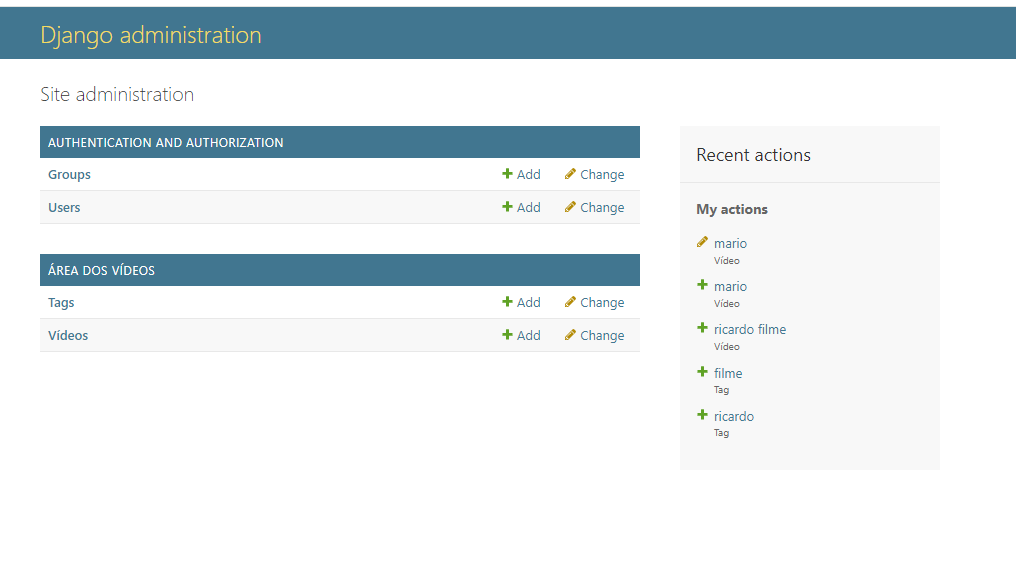 Django administration
Site administration
AUTHENTICATION AND AUTHORIZATION
Groups Add Change
Users Add Change
ÁREA DOS VÍDEOS
Tags Add Change
Vídeos Add Change
Recent actions
My actions
mario
Vídeo
mario
Vídeo
ricardo filme
Vídeo
filme
Tag
ricardo
Tag